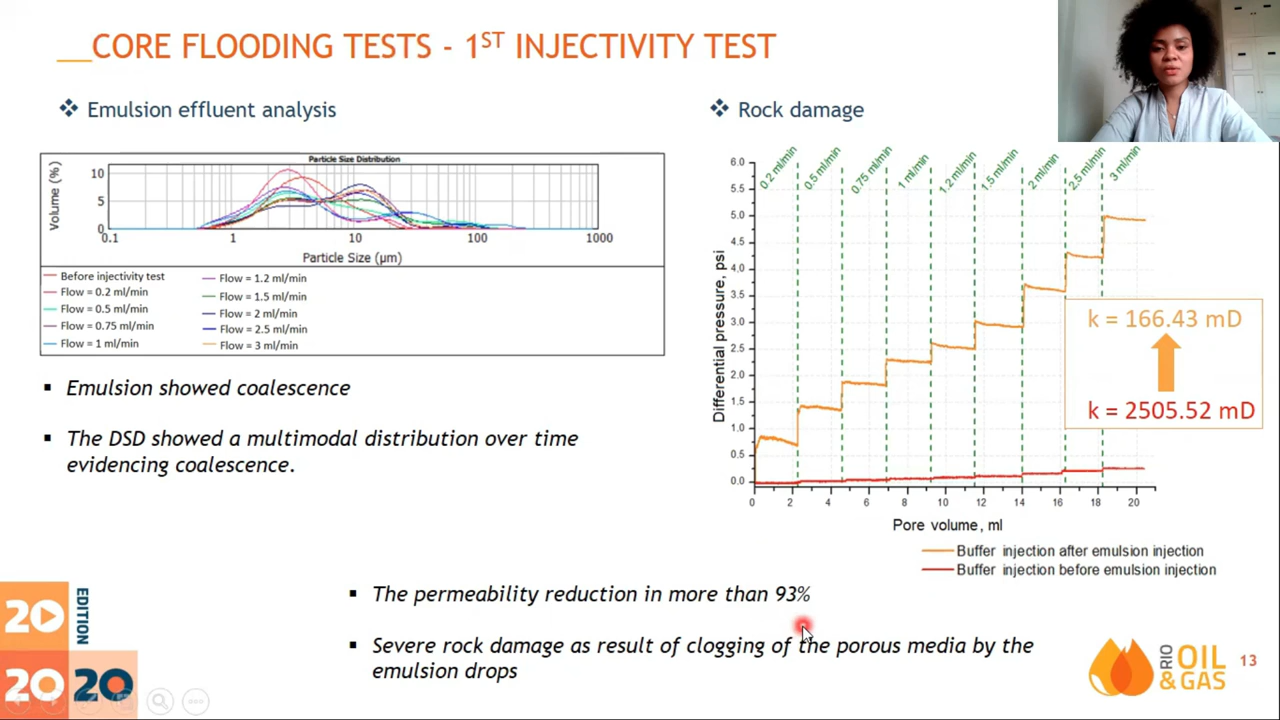 __CORE FLOODING TESTS - 1ST INJECTIVITY TEST
❖ Emulsion effluent analysis
Particle Size Distribution
Volume (%)
10
5
0
0.1
1
10
100
1000
Particle Size (µm)
Before injectivity test
Flow = 0.2 ml/min
Flow = 0.5 ml/min
Flow = 0.75 ml/min
Flow = 1 ml/min
Flow = 1.2 ml/min
Flow = 1.5 ml/min
Flow = 2 ml/min
Flow = 2.5 ml/min
Flow = 3 ml/min
▪ Emulsion showed coalescence
▪ The DSD showed a multimodal distribution over time
evidencing coalescence.
❖ Rock damage
0.2 ml/min
0.5 ml/min
0.75 ml/min
1 ml/min
1.2 ml/min
1.5 ml/min
2 ml/min
2.5 ml/min
3 ml/min
Differential pressure, psi
6.0
5.5
5.0
4.5
4.0
3.5
3.0
2.5
2.0
1.5
1.0
0.5
0.0
0
2
4
6
8
10
12
14
16
18
20
Pore volume, ml
k = 166.43 mD
k = 2505.52 mD
Buffer injection after emulsion injection
Buffer injection before emulsion injection
▪ The permeability reduction in more than 93%
▪ Severe rock damage as result of clogging of the porous media by the
emulsion drops
20
EDITION
20 20
RIO
OIL
& GAS
13